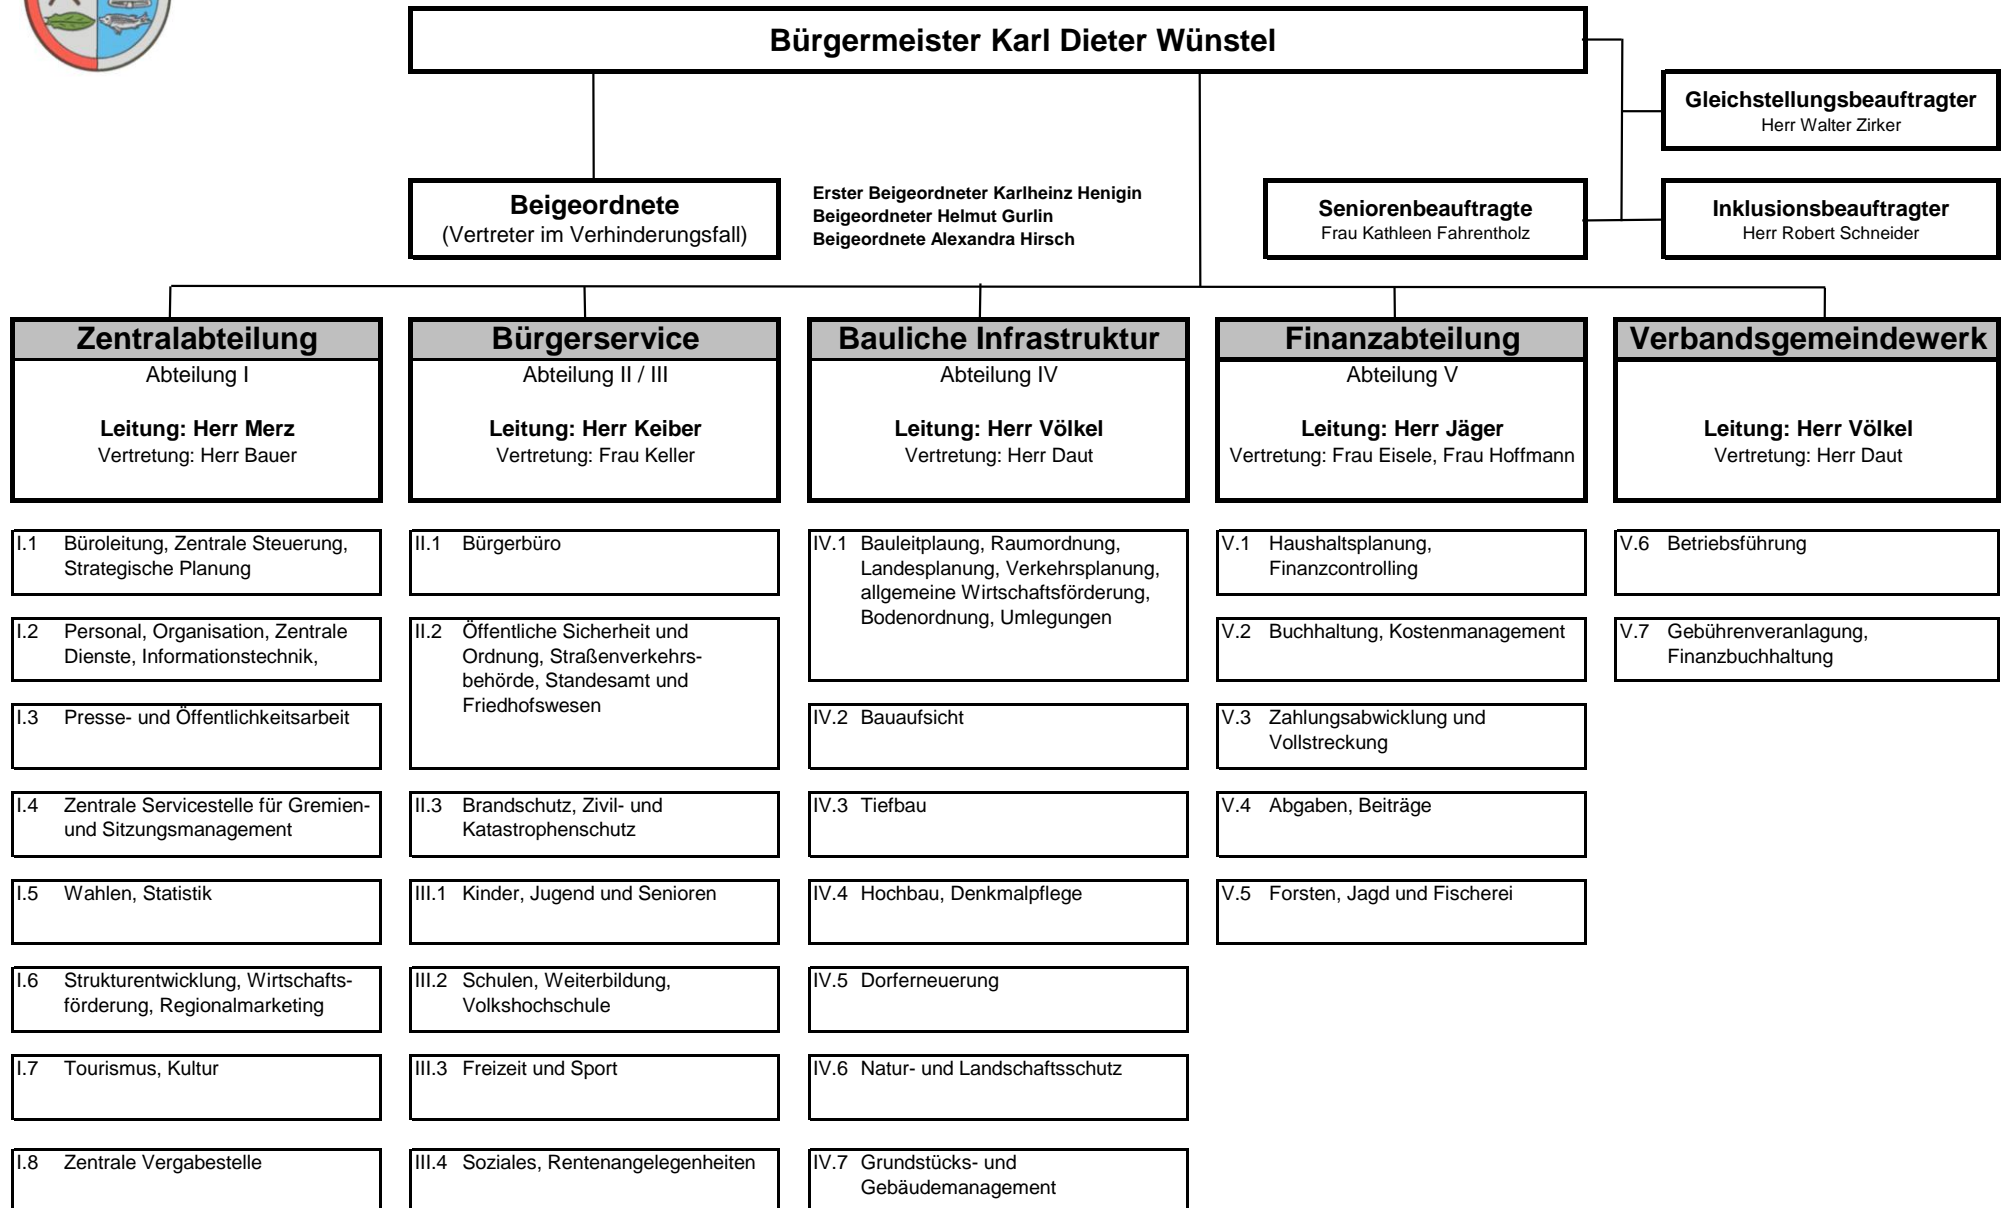 Bürgermeister Karl Dieter Wünstel
Gleichstellungsbeauftragter
Herr Walter Zirker
Beigeordnete
(Vertreter im Verhinderungsfall)
Erster Beigeordneter Karlheinz Henigin
Beigeordneter Helmut Gurlin
Beigeordnete Alexandra Hirsch
Seniorenbeauftragte
Frau Kathleen Fahrentholz
Inklusionsbeauftragter
Herr Robert Schneider
Zentralabteilung
Abteilung I
Leitung: Herr Merz
Vertretung: Herr Bauer
I.1 Büroleitung, Zentrale Steuerung,
Strategische Planung
I.2 Personal, Organisation, Zentrale
Dienste, Informationstechnik,
I.3 Presse- und Öffentlichkeitsarbeit
I.4 Zentrale Servicestelle für Gremien-
und Sitzungsmanagement
I.5 Wahlen, Statistik
I.6 Strukturentwicklung, Wirtschafts-
förderung, Regionalmarketing
I.7 Tourismus, Kultur
I.8 Zentrale Vergabestelle
Bürgerservice
Abteilung II / III
Leitung: Herr Keiber
Vertretung: Frau Keller
II.1 Bürgerbüro
II.2 Öffentliche Sicherheit und
Ordnung, Straßenverkehrs-
behörde, Standesamt und
Friedhofswesen
II.3 Brandschutz, Zivil- und
Katastrophenschutz
III.1 Kinder, Jugend und Senioren
III.2 Schulen, Weiterbildung,
Volkshochschule
III.3 Freizeit und Sport
III.4 Soziales, Rentenangelegenheiten
Bauliche Infrastruktur
Abteilung IV
Leitung: Herr Völkel
Vertretung: Herr Daut
IV.1 Bauleitplaung, Raumordnung,
Landesplanung, Verkehrsplanung,
allgemeine Wirtschaftsförderung,
Bodenordnung, Umlegungen
IV.2 Bauaufsicht
IV.3 Tiefbau
IV.4 Hochbau, Denkmalpflege
IV.5 Dorferneuerung
IV.6 Natur- und Landschaftsschutz
IV.7 Grundstücks- und
Gebäudemanagement
Finanzabteilung
Abteilung V
Leitung: Herr Jäger
Vertretung: Frau Eisele, Frau Hoffmann
V.1 Haushaltsplanung,
Finanzcontrolling
V.2 Buchhaltung, Kostenmanagement
V.3 Zahlungsabwicklung und
Vollstreckung
V.4 Abgaben, Beiträge
V.5 Forsten, Jagd und Fischerei
Verbandsgemeindewerk
Leitung: Herr Völkel
Vertretung: Herr Daut
V.6 Betriebsführung
V.7 Gebührenveranlagung,
Finanzbuchhaltung